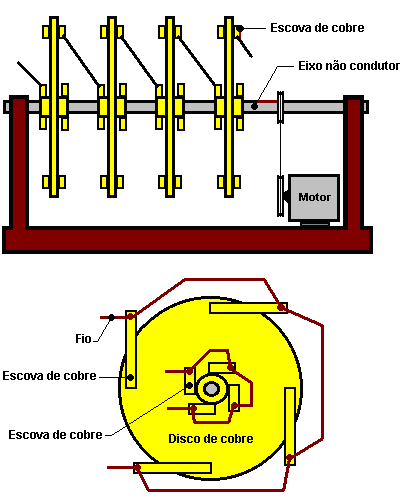 Escova de cobre
Eixo não condutor
Motor
Fio
Escova de cobre
Escova de cobre
Disco de cobre